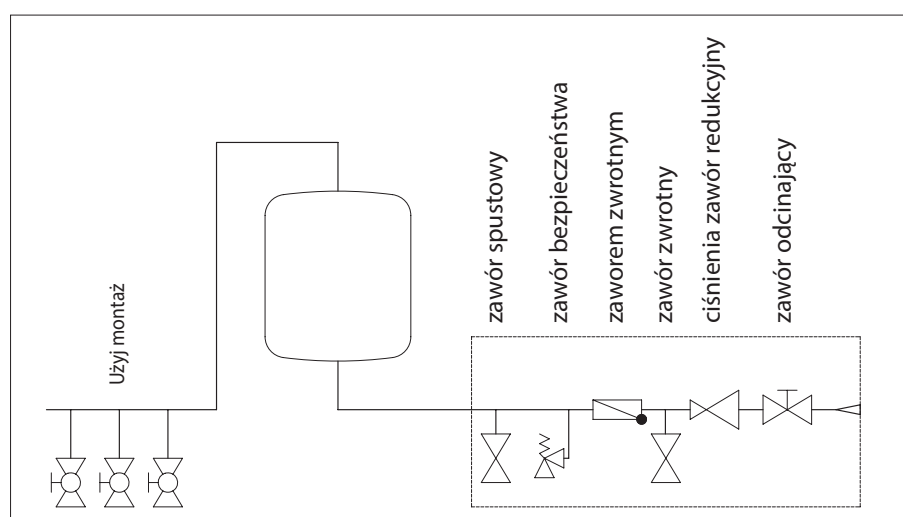 Użyj montaż
zawór spustowy
zawór bezpieczeństwa
zaworem zwrotnym
zawór zwrotny
ciśnienia zawór redukcyjny
zawór odcinający